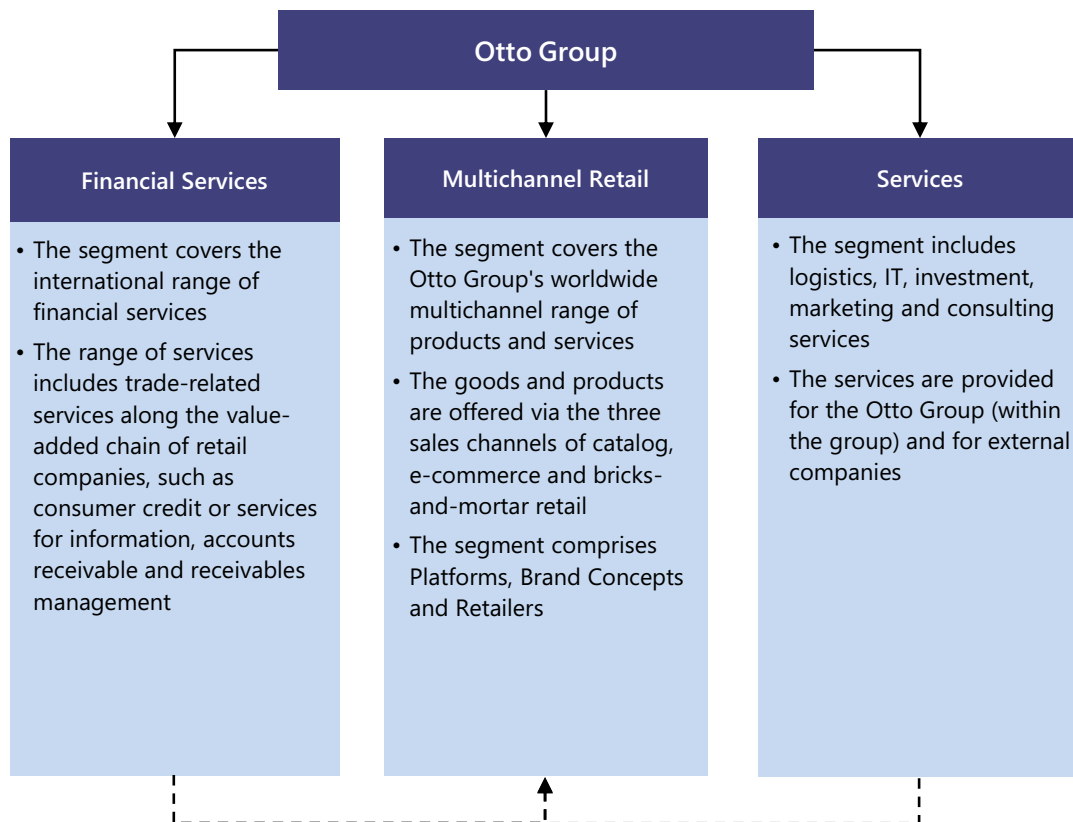 Otto Group
Financial Services
• The segment covers the
international range of
financial services
• The range of services
includes trade-related
services along the value-
added chain of retail
companies, such as
consumer credit or services
for information, accounts
receivable and receivables
management
Multichannel Retail
• The segment covers the
Otto Group's worldwide
multichannel range of
products and services
• The goods and products
are offered via the three
sales channels of catalog,
e-commerce and bricks-
and-mortar retail
• The segment comprises
Platforms, Brand Concepts
and Retailers
Services
• The segment includes
logistics, IT, investment,
marketing and consulting
services
• The services are provided
for the Otto Group (within
the group) and for external
companies